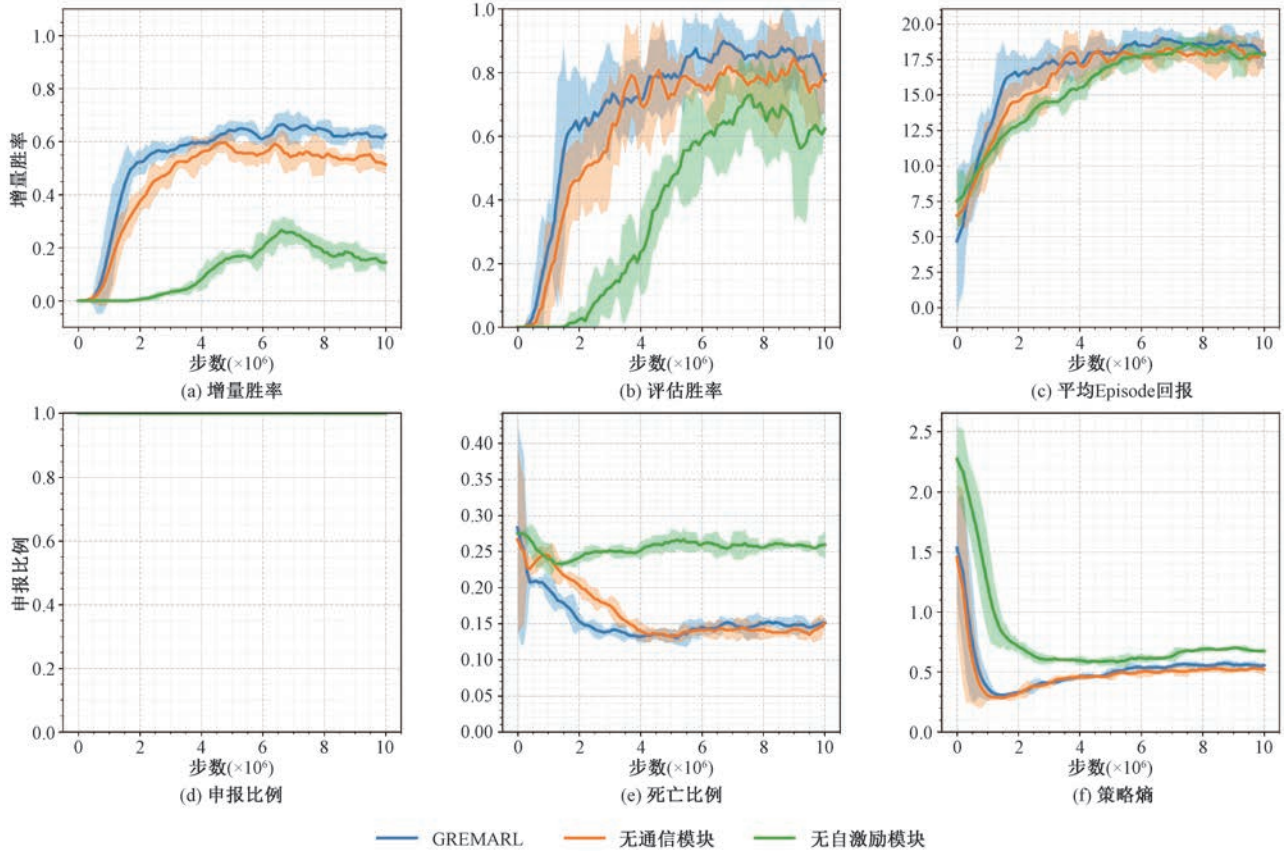 1.0
0.8
0.6
0.4
0.2
0.0
增量胜率
0 2 4 6 8 10
步数(×10⁶)
(a) 增量胜率
1.0
0.8
0.6
0.4
0.2
0.0
0 2 4 6 8 10
步数(×10⁶)
(b) 评估胜率
20.0
17.5
15.0
12.5
10.0
7.5
5.0
2.5
0.0
0 2 4 6 8 10
步数(×10⁶)
(c) 平均Episode回报
1.0
0.8
0.6
0.4
0.2
0.0
申报比例
0 2 4 6 8 10
步数(×10⁶)
(d) 申报比例
0.40
0.35
0.30
0.25
0.20
0.15
0.10
0.05
0.00
0 2 4 6 8 10
步数(×10⁶)
(e) 死亡比例
2.5
2.0
1.5
1.0
0.5
0.0
0 2 4 6 8 10
步数(×10⁶)
(f) 策略熵
GREMARL 无通信模块 无自激励模块